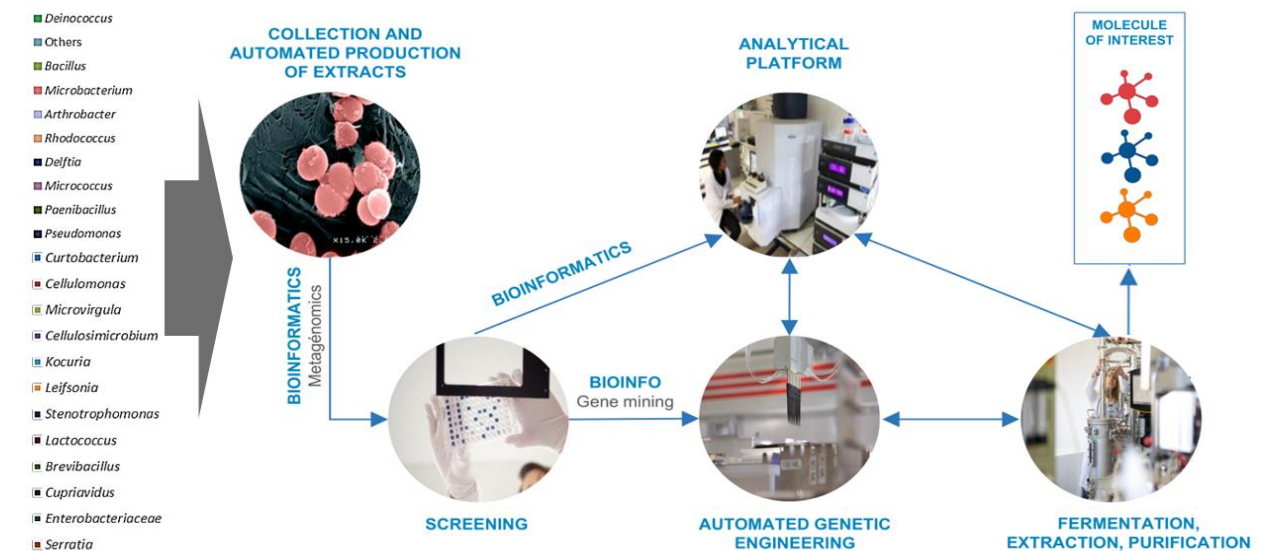 Deinococcus
Others
Bacillus
Microbacterium
Arthrobacter
Rhodococcus
Delftia
Micrococcus
Paenibacillus
Pseudomonas
Curtobacterium
Cellulomonas
Microvirgula
Cellulosimicrobium
Kocuria
Leifsonia
Stenotrophomonas
Lactococcus
Brevibacillus
Cupriavidus
Enterobacteriaceae
Serratia
COLLECTION AND
AUTOMATED PRODUCTION
OF EXTRACTS
BIOINFORMATICS
Metagénomics
SCREENING
BIOINFORMATICS
BIOINFO
Gene mining
ANALYTICAL
PLATFORM
AUTOMATED GENETIC
ENGINEERING
FERMENTATION,
EXTRACTION, PURIFICATION
MOLECULE
OF INTEREST